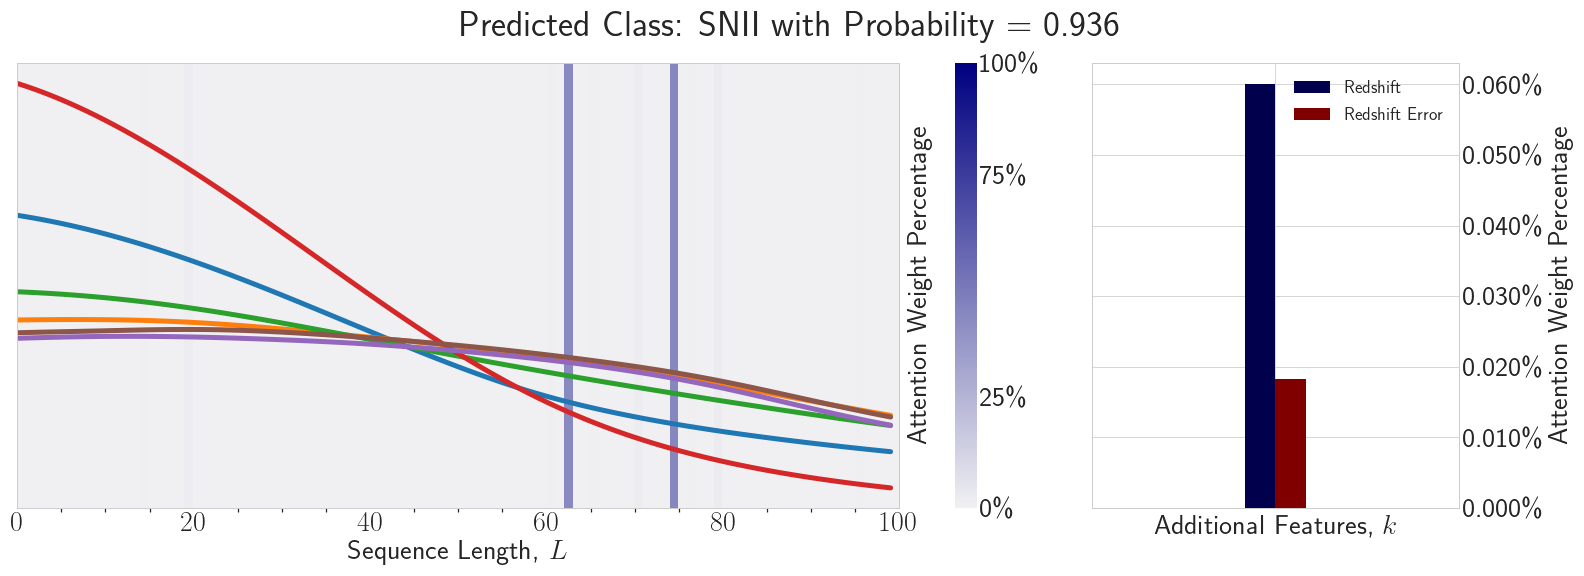 Predicted Class: SNII with Probability = 0.936
0 20 40 60 80 100
Sequence Length, L
100%
75%
25%
0%
Attention Weight Percentage
Redshift
Redshift Error
0.060%
0.050%
0.040%
0.030%
0.020%
0.010%
0.000%
Attention Weight Percentage
Additional Features, k